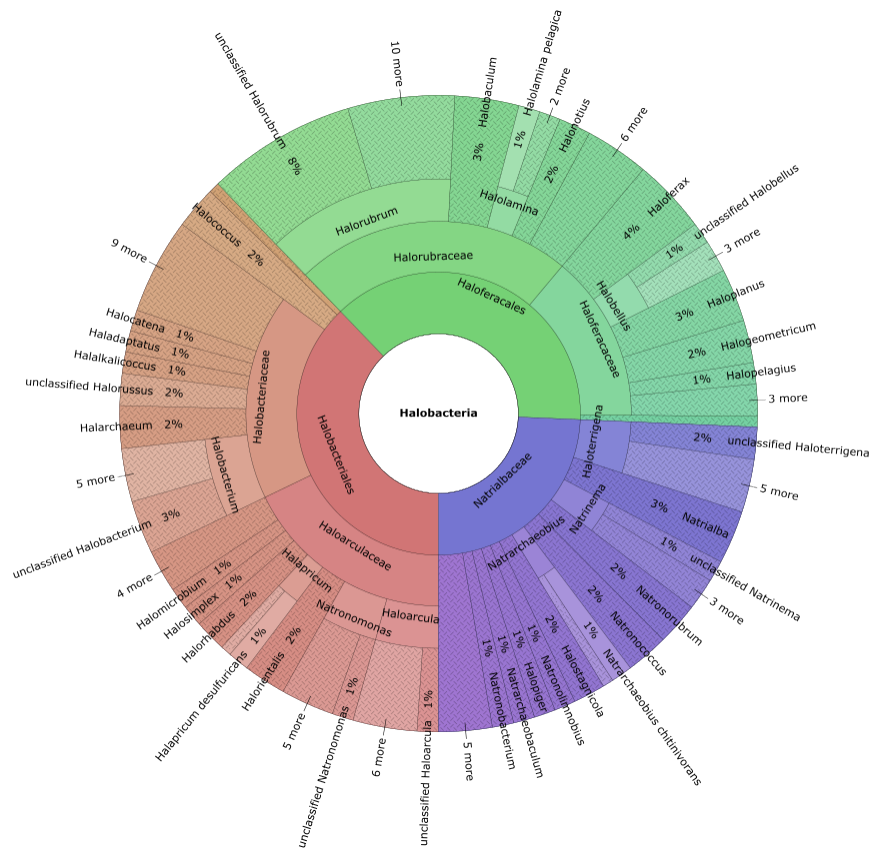 Halobacteria
Haloferacales
Halorubraceae
Halorubrum
unclassified Halorubrum
8%
10 more
Halobaculum
3%
Halolamina
Halolamina pelagica
1%
2 more
Halonotius
2%
6 more
Haloferacaceae
Haloferax
4%
Halobellus
unclassified Halobellus
1%
3 more
Haloplanus
3%
Halogeometricum
2%
Halopelagius
1%
3 more
Natrialbaceae
Haloterrigena
2%
unclassified Haloterrigena
5 more
3%
Natrialba
Natrinema
1%
unclassified Natrinema
3 more
2%
Natronorubrum
2%
Natronococcus
Natrarchaeobius
1%
Natrarchaeobius chitinivorans
2%
Halostagnicola
1%
Natronolimnobius
1%
Halopiger
1%
Natrarchaeobaculum
1%
Natronobacterium
5 more
Halobacteriales
Haloarculaceae
Haloarcula
1%
unclassified Haloarcula
6 more
Natronomonas
1%
unclassified Natronomonas
5 more
2%
Halorientalis
Halapricum
1%
Halapricum desulfuricans
2%
Halorhabdus
1%
Halosimplex
1%
Halomicrobium
4 more
Halobacteriaceae
Halobacterium
3%
unclassified Halobacterium
5 more
Halarchaeum
2%
unclassified Halorussus
2%
Halalkalicoccus
1%
Haladaptatus
1%
Halocatena
1%
9 more
Halococcus
2%